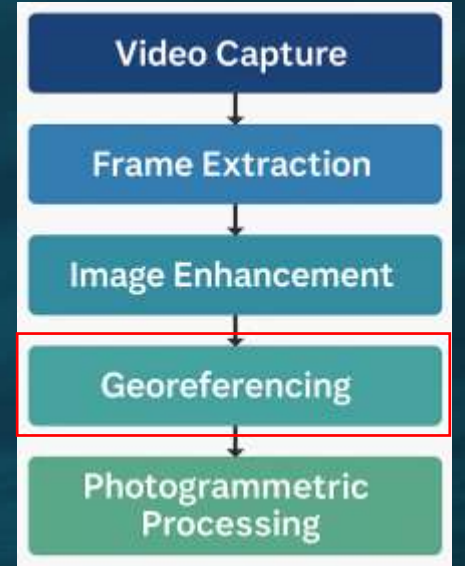 Video Capture
Frame Extraction
Image Enhancement
Georeferencing
Photogrammetric
Processing